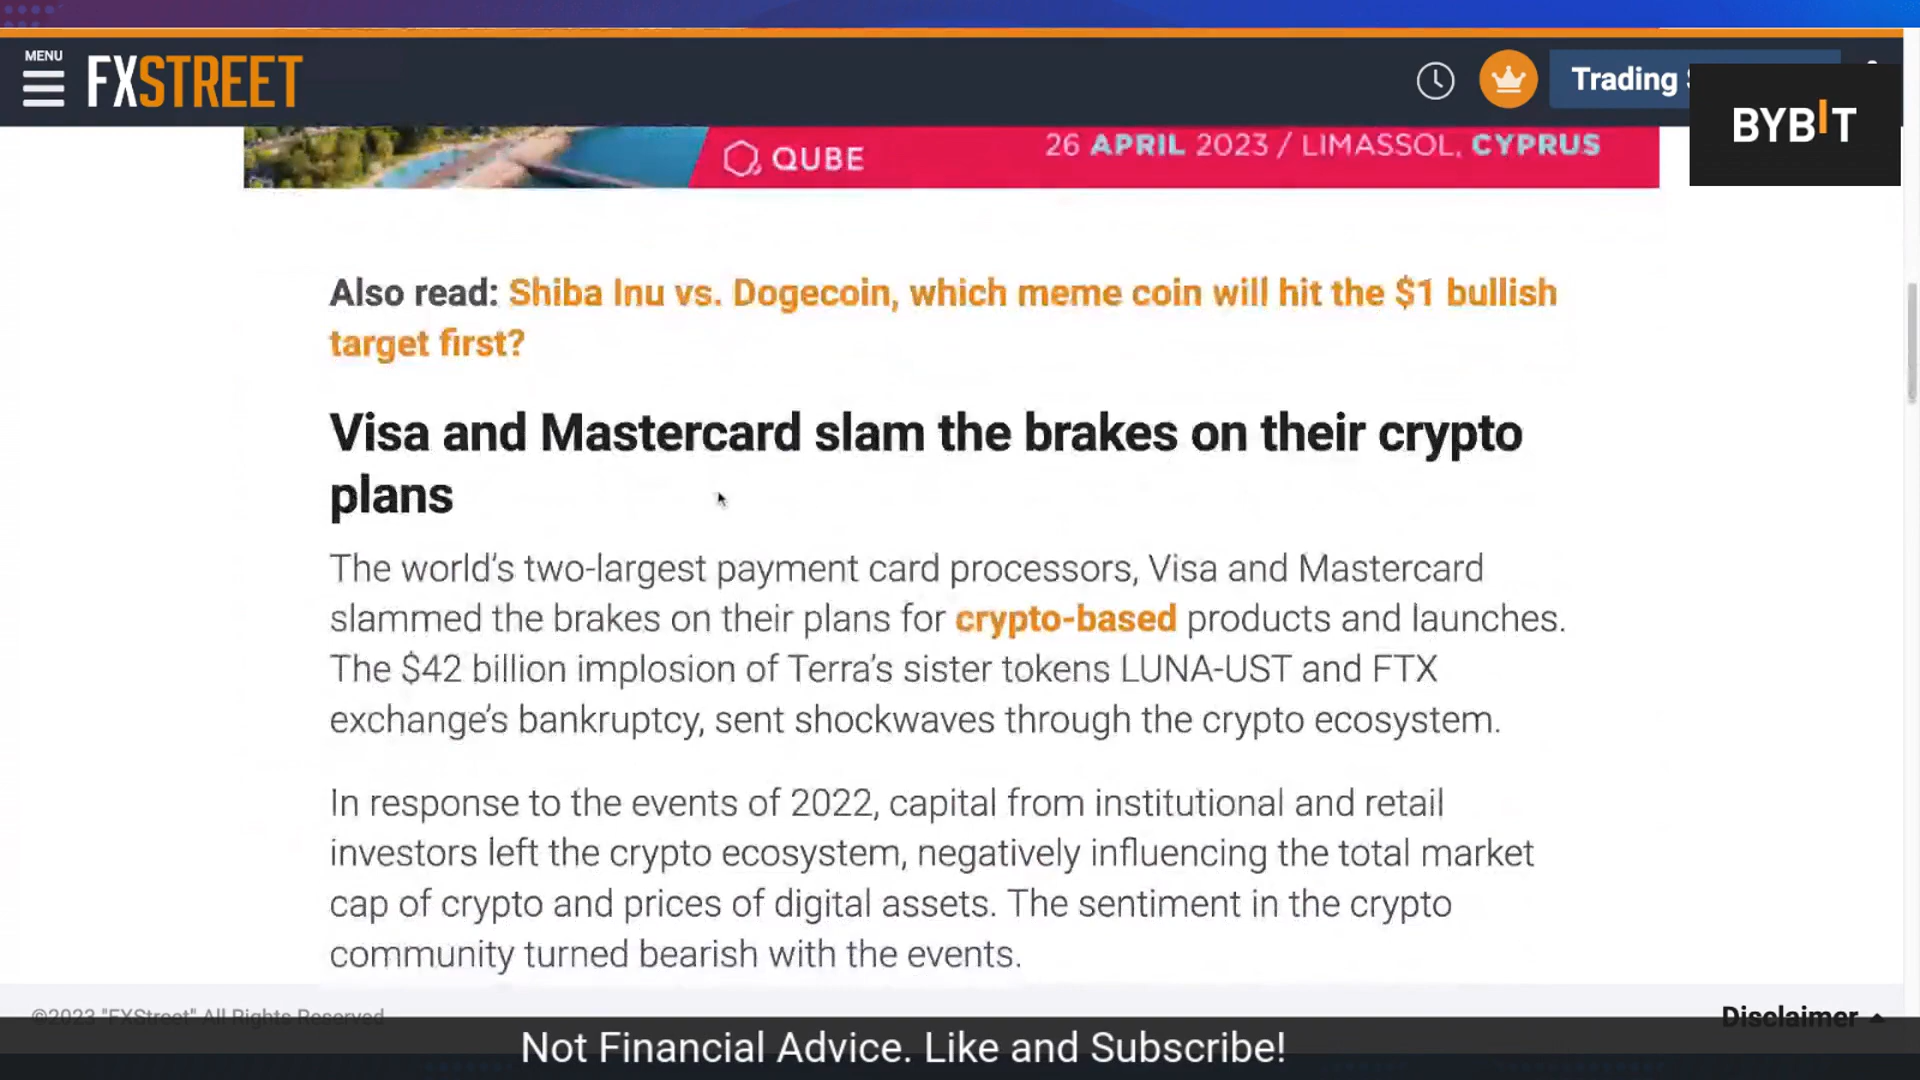 MENU
FXSTREET
Trading
BYBIT
QUBE
26 APRIL 2023 / LIMASSOL, CYPRUS
Also read: Shiba Inu vs. Dogecoin, which meme coin will hit the $1 bullish
target first?
Visa and Mastercard slam the brakes on their crypto
plans
The world's two-largest payment card processors, Visa and Mastercard
slammed the brakes on their plans for crypto-based products and launches.
The $42 billion implosion of Terra's sister tokens LUNA-UST and FTX
exchange's bankruptcy, sent shockwaves through the crypto ecosystem.
In response to the events of 2022, capital from institutional and retail
investors left the crypto ecosystem, negatively influencing the total market
cap of crypto and prices of digital assets. The sentiment in the crypto
community turned bearish with the events.
©2023 "FXStreet" All Rights Reserved
Disclaimer
Not Financial Advice. Like and Subscribe!